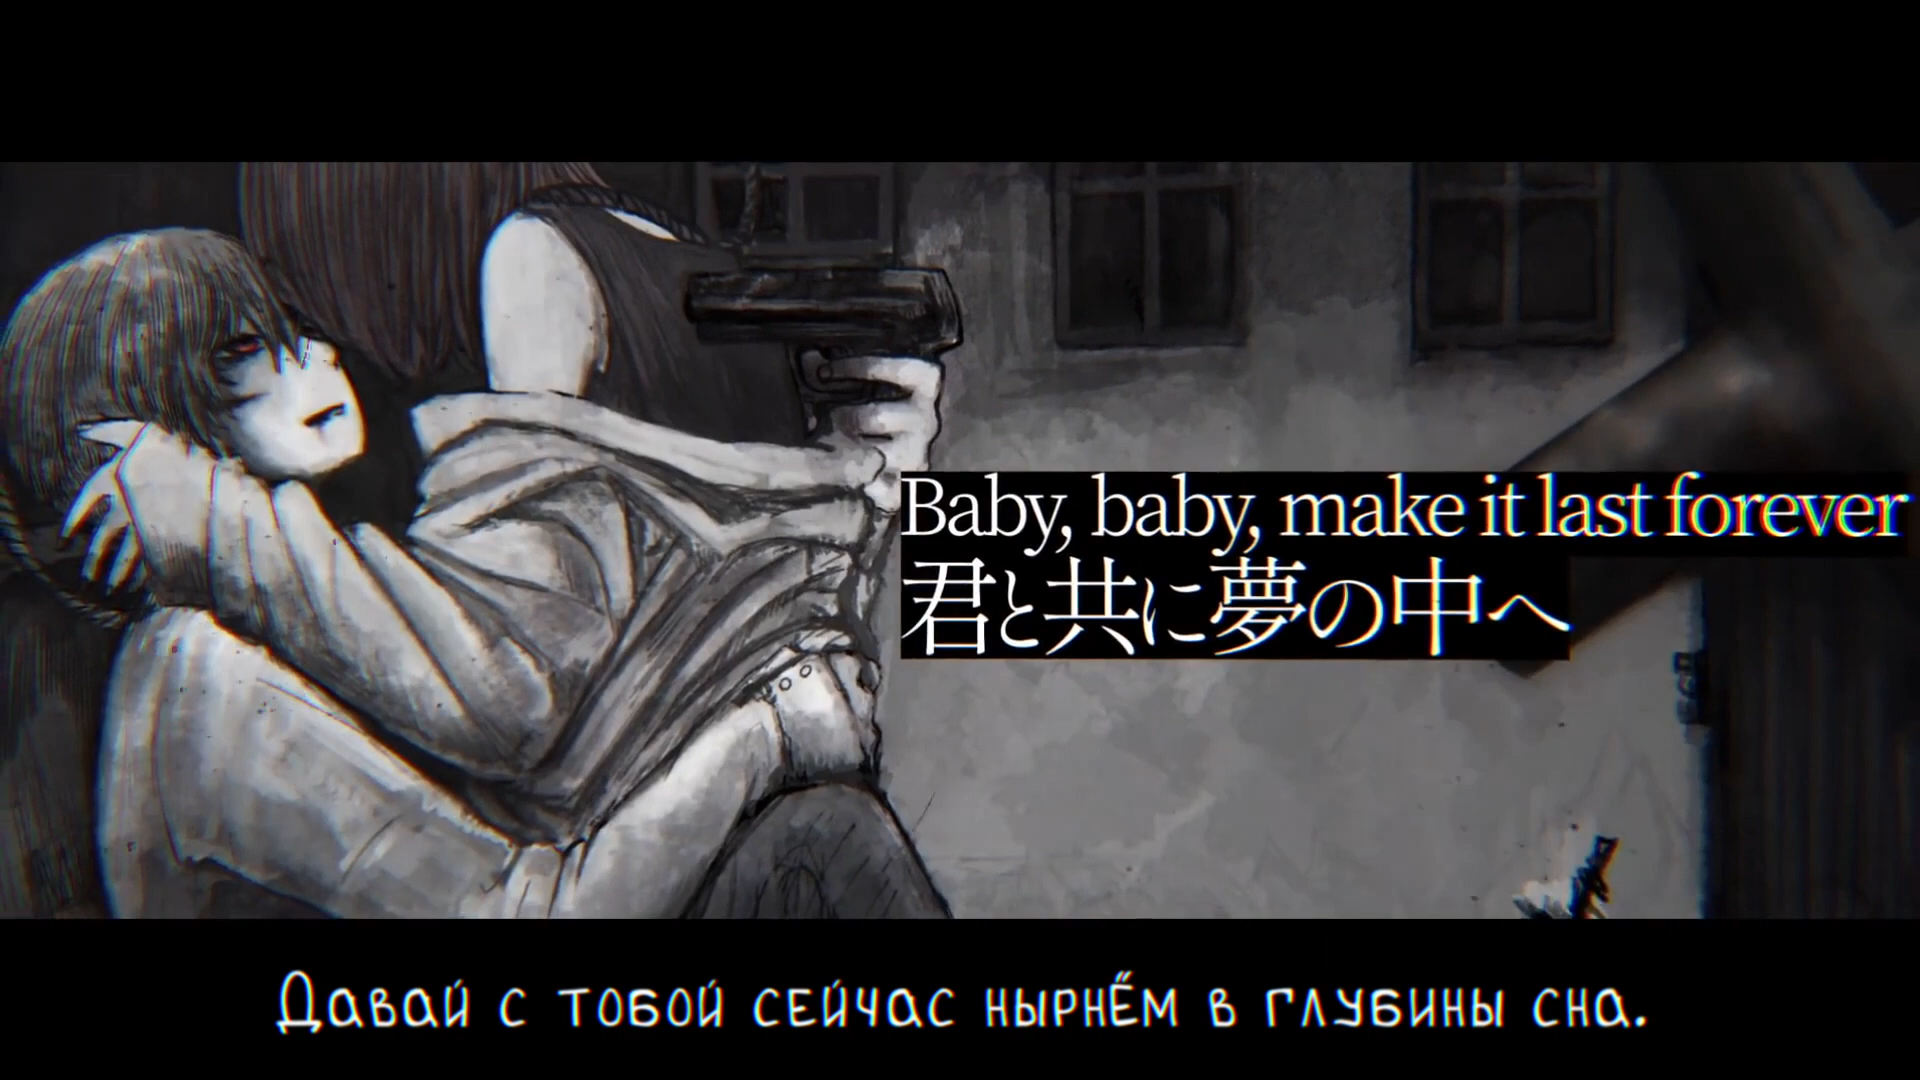 Baby, baby, make it last forever
君と共に夢の中へ
Давай с тобой сейчас нырнём в глубины сна.